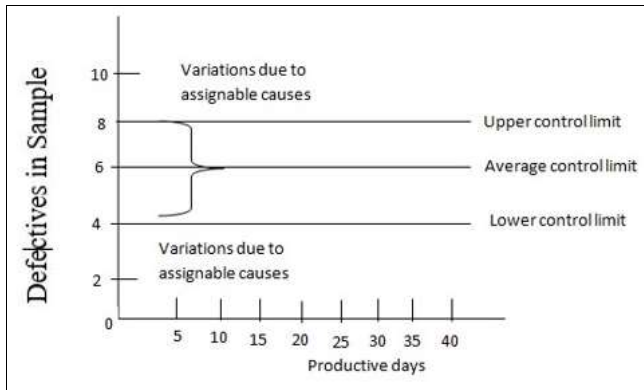 Defectives in Sample
10
8
6
4
2
0
Variations due to
assignable causes
Upper control limit
Average control limit
Lower control limit
Variations due to
assignable causes
5 10 15 20 25 30 35 40
Productive days